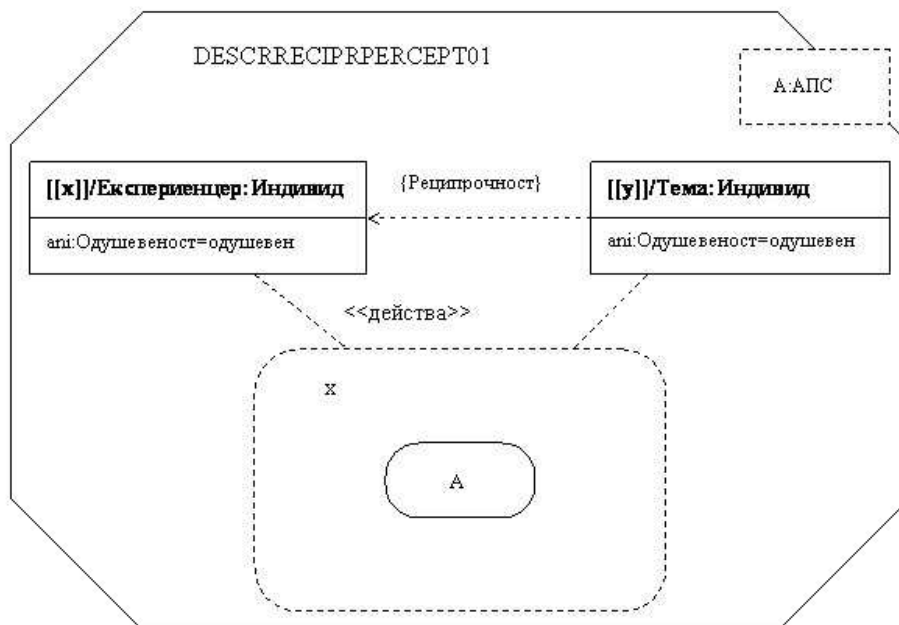 DESCRRECIPRPERCEPT01
A:АПС
[[x]]/Експериенцер:Индивид
{Реципрочност}
[[y]]/Тема:Индивид
ani:Одушевеност=одушевен
ani:Одушевеност=одушевен
<<действа>>
x
A